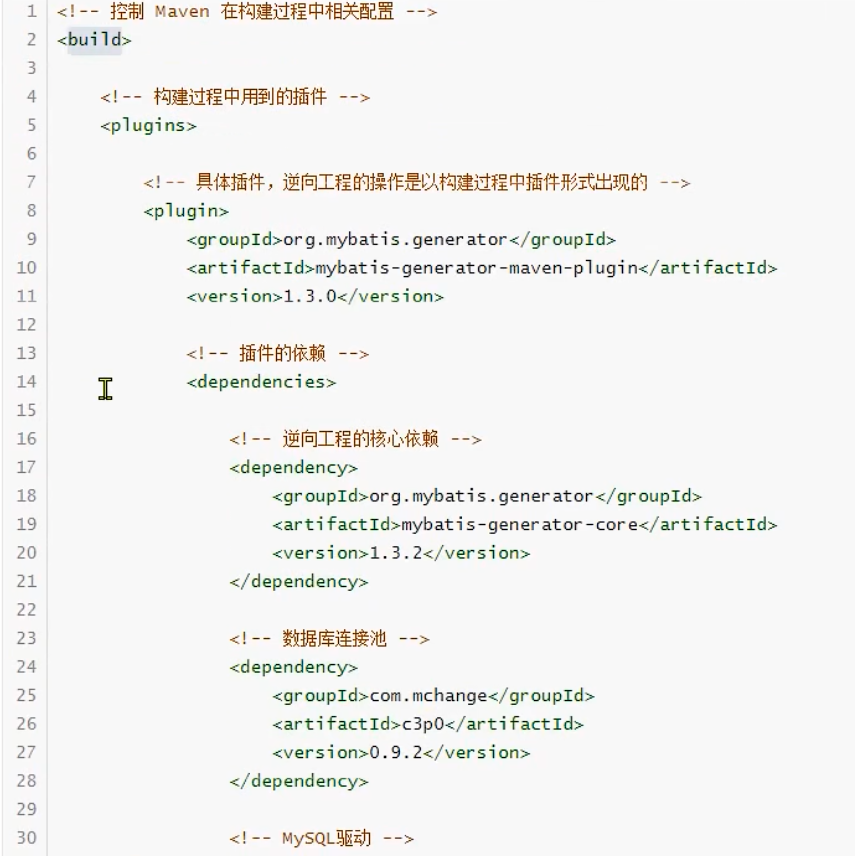 1 <!-- 控制 Maven 在构建过程中相关配置 -->
2 <build>
3
4 <!-- 构建过程中用到的插件 -->
5 <plugins>
6
7 <!-- 具体插件，逆向工程的操作是以构建过程中插件形式出现的 -->
8 <plugin>
9 <groupId>org.mybatis.generator</groupId>
10 <artifactId>mybatis-generator-maven-plugin</artifactId>
11 <version>1.3.0</version>
12
13 <!-- 插件的依赖 -->
14 <dependencies>
15
16 <!-- 逆向工程的核心依赖 -->
17 <dependency>
18 <groupId>org.mybatis.generator</groupId>
19 <artifactId>mybatis-generator-core</artifactId>
20 <version>1.3.2</version>
21 </dependency>
22
23 <!-- 数据库连接池 -->
24 <dependency>
25 <groupId>com.mchange</groupId>
26 <artifactId>c3p0</artifactId>
27 <version>0.9.2</version>
28 </dependency>
29
30 <!-- MySQL驱动 -->